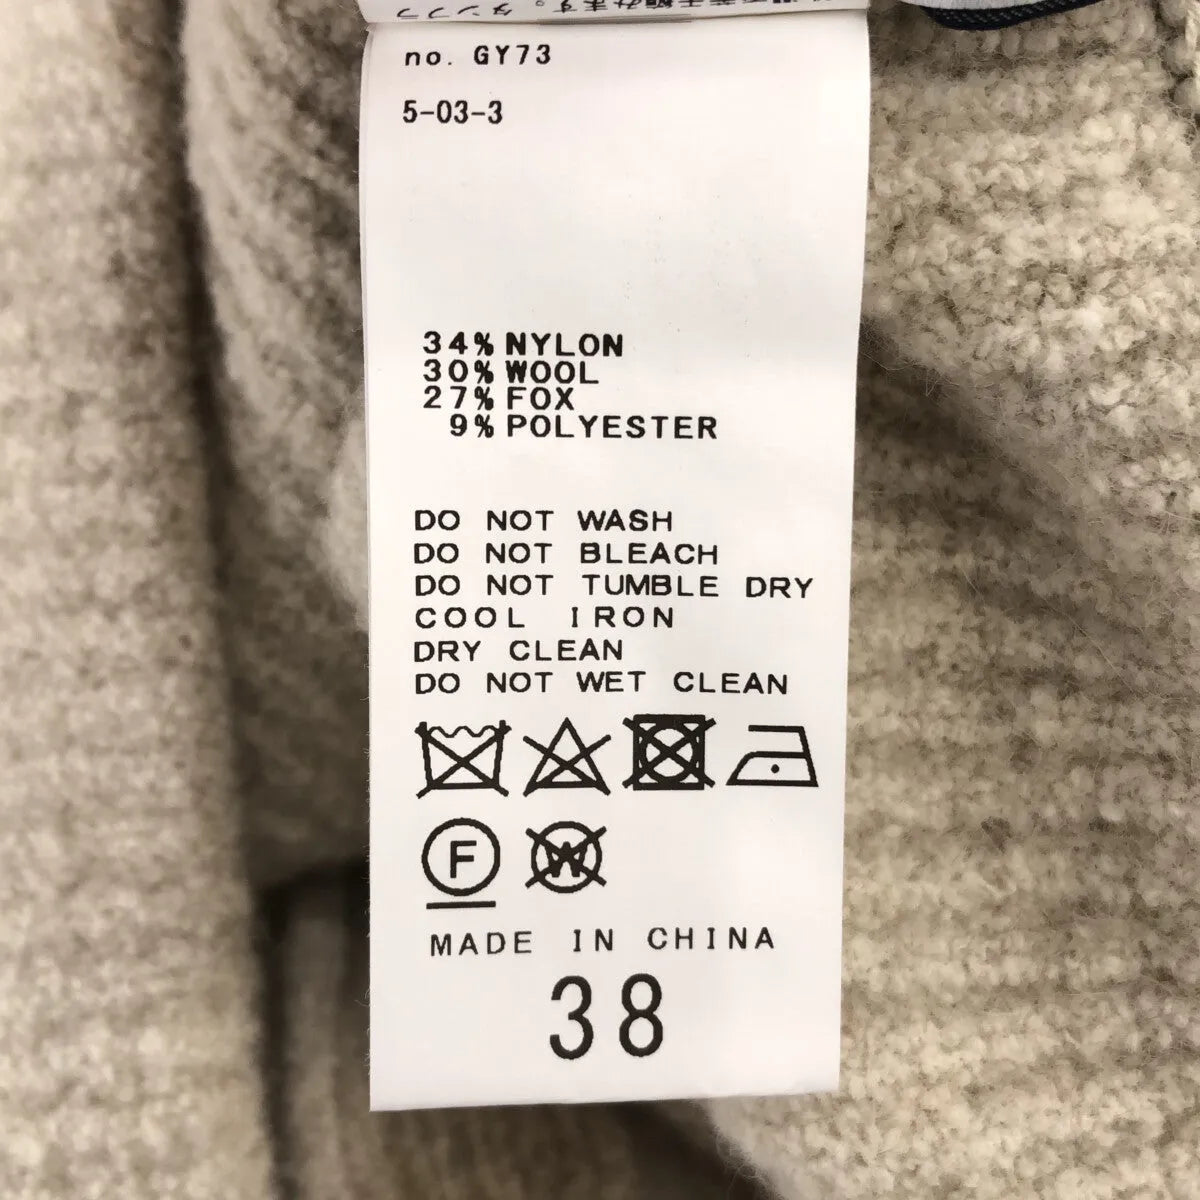 no. GY73
5-03-3
34% NYLON
30% WOOL
27% FOX
9% POLYESTER
DO NOT WASH
DO NOT BLEACH
DO NOT TUMBLE DRY
COOL IRON
DRY CLEAN
DO NOT WET CLEAN
F
W
MADE IN CHINA
38